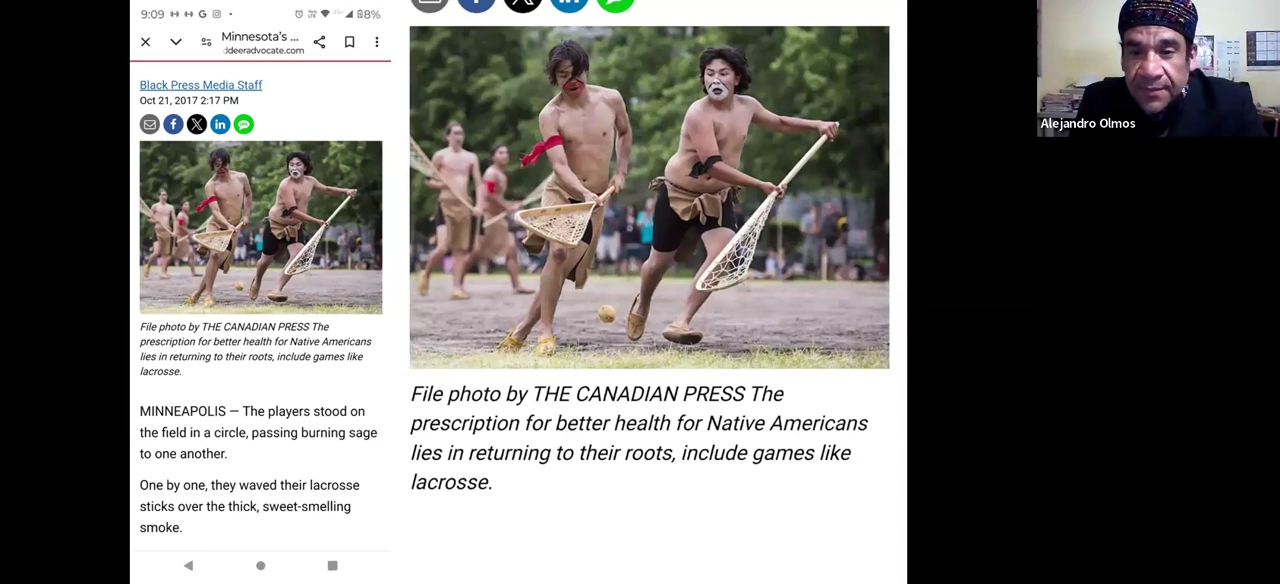 9:09
8%
Minnesota's ...
:ldeeradvocate.com
Black Press Media Staff
Oct 21, 2017 2:17 PM
File photo by THE CANADIAN PRESS The
prescription for better health for Native Americans
lies in returning to their roots, include games like
lacrosse.
MINNEAPOLIS — The players stood on
the field in a circle, passing burning sage
to one another.
One by one, they waved their lacrosse
sticks over the thick, sweet-smelling
smoke.
File photo by THE CANADIAN PRESS The
prescription for better health for Native Americans
lies in returning to their roots, include games like
lacrosse.
Alejandro Olmos